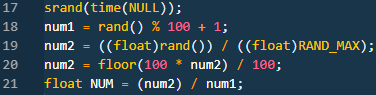 17 srand(time(NULL));
18 num1 = rand() % 100 + 1;
19 num2 = ((float)rand()) / ((float)RAND_MAX);
20 num2 = floor(100 * num2) / 100;
21 float NUM = (num2) / num1;